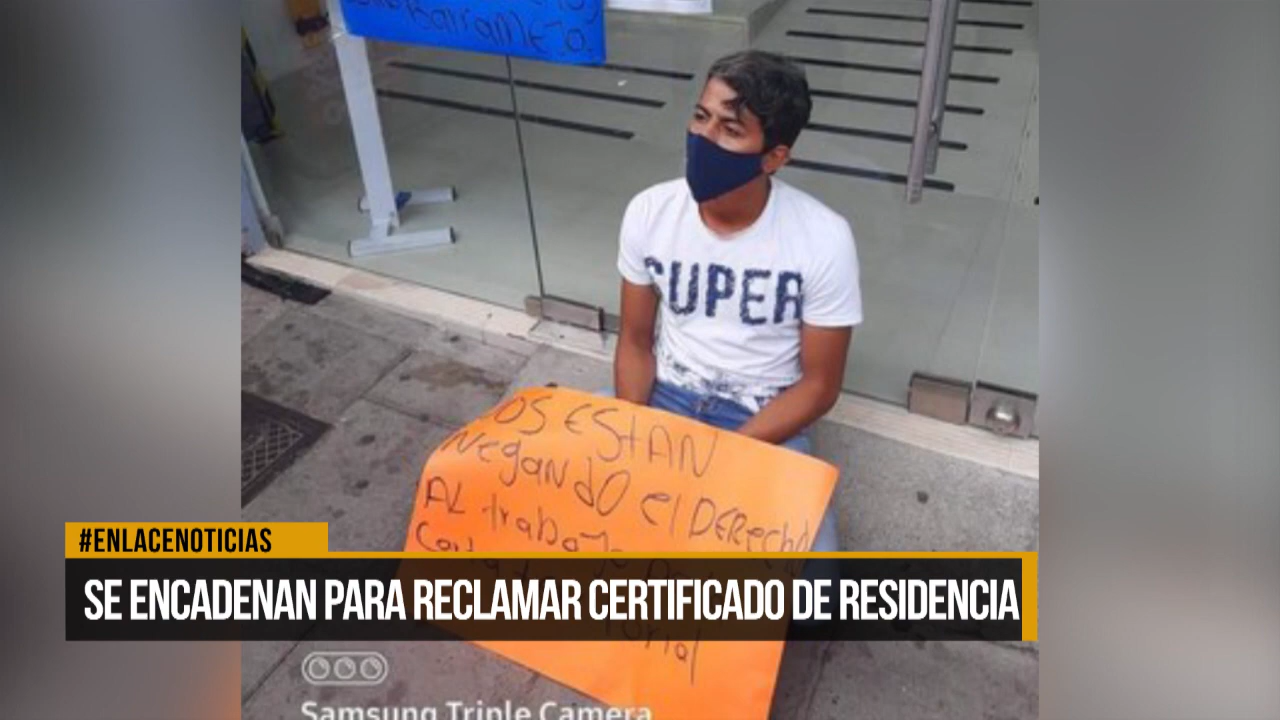 Barrameño.
SUPER
OS EStAN
NEgANdO el DERechO
AL trabajo
#ENLACENOTICIAS
SE ENCADENAN PARA RECLAMAR CERTIFICADO DE RESIDENCIA
Samsung Triple Camera